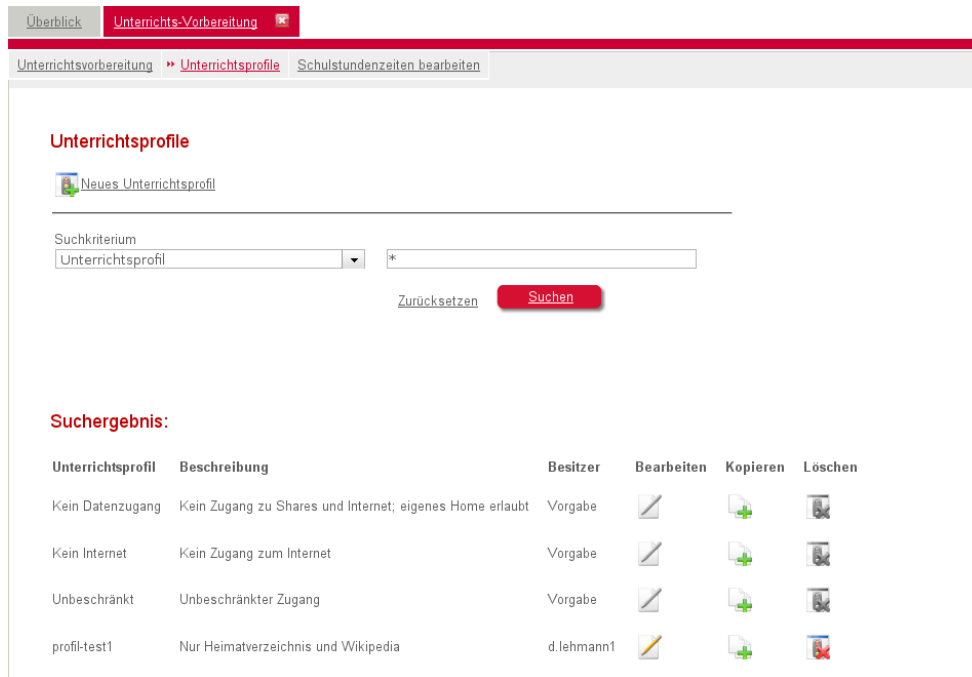 Überblick Unterrichts-Vorbereitung
Unterrichtsvorbereitung Unterrichtsprofile Schulstundenzeiten bearbeiten
Unterrichtsprofile
Neues Unterrichtsprofil
Suchkriterium
Unterrichtsprofil *
Zurücksetzen Suchen
Suchergebnis:
Unterrichtsprofil Beschreibung Besitzer Bearbeiten Kopieren Löschen
Kein Datenzugang Kein Zugang zu Shares und Internet; eigenes Home erlaubt Vorgabe
Kein Internet Kein Zugang zum Internet Vorgabe
Unbeschränkt Unbeschränkter Zugang Vorgabe
profil-test1 Nur Heimatverzeichnis und Wikipedia d.lehmann1